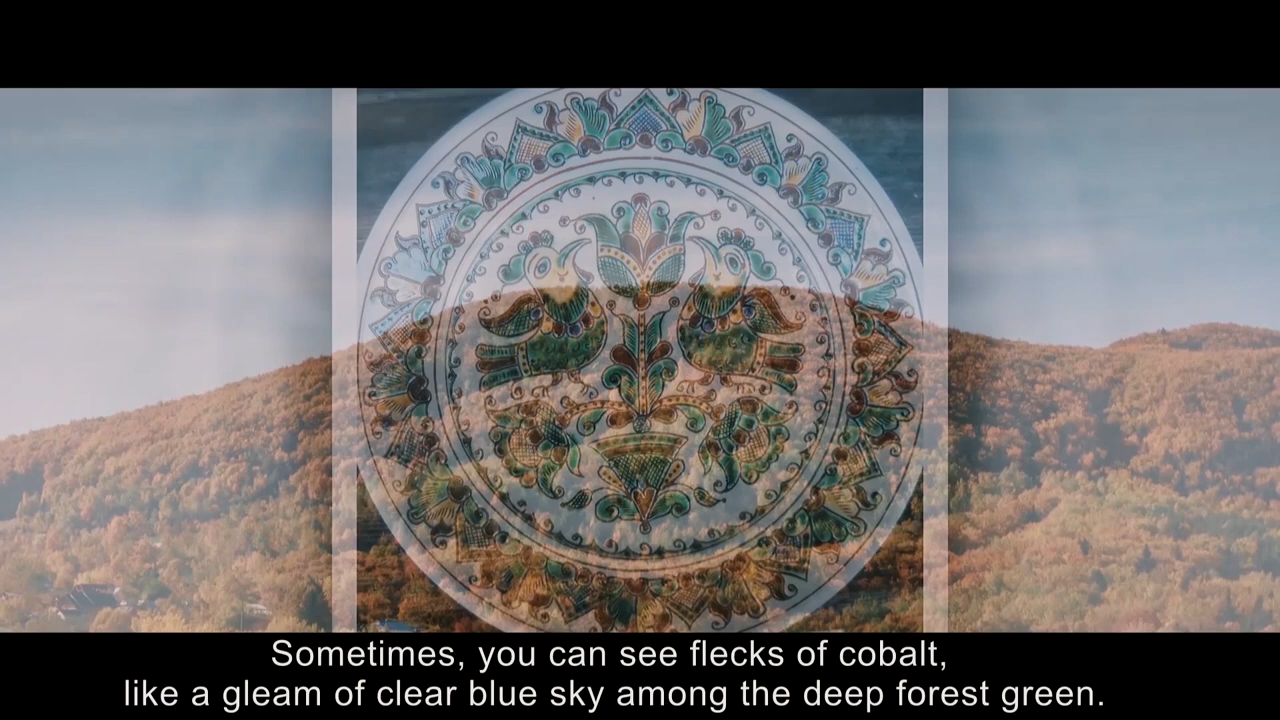 Sometimes, you can see flecks of cobalt,
like a gleam of clear blue sky among the deep forest green.